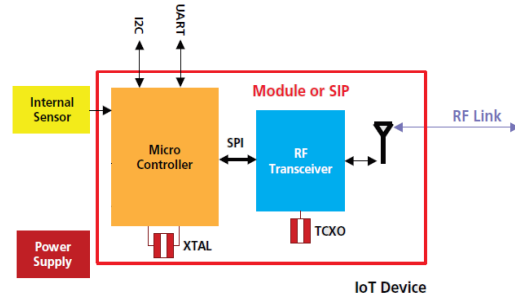 I2C
UART
Module or SIP
Internal
Sensor
RF Link
Micro
Controller
SPI
RF
Transceiver
XTAL
TCXO
Power
Supply
IoT Device